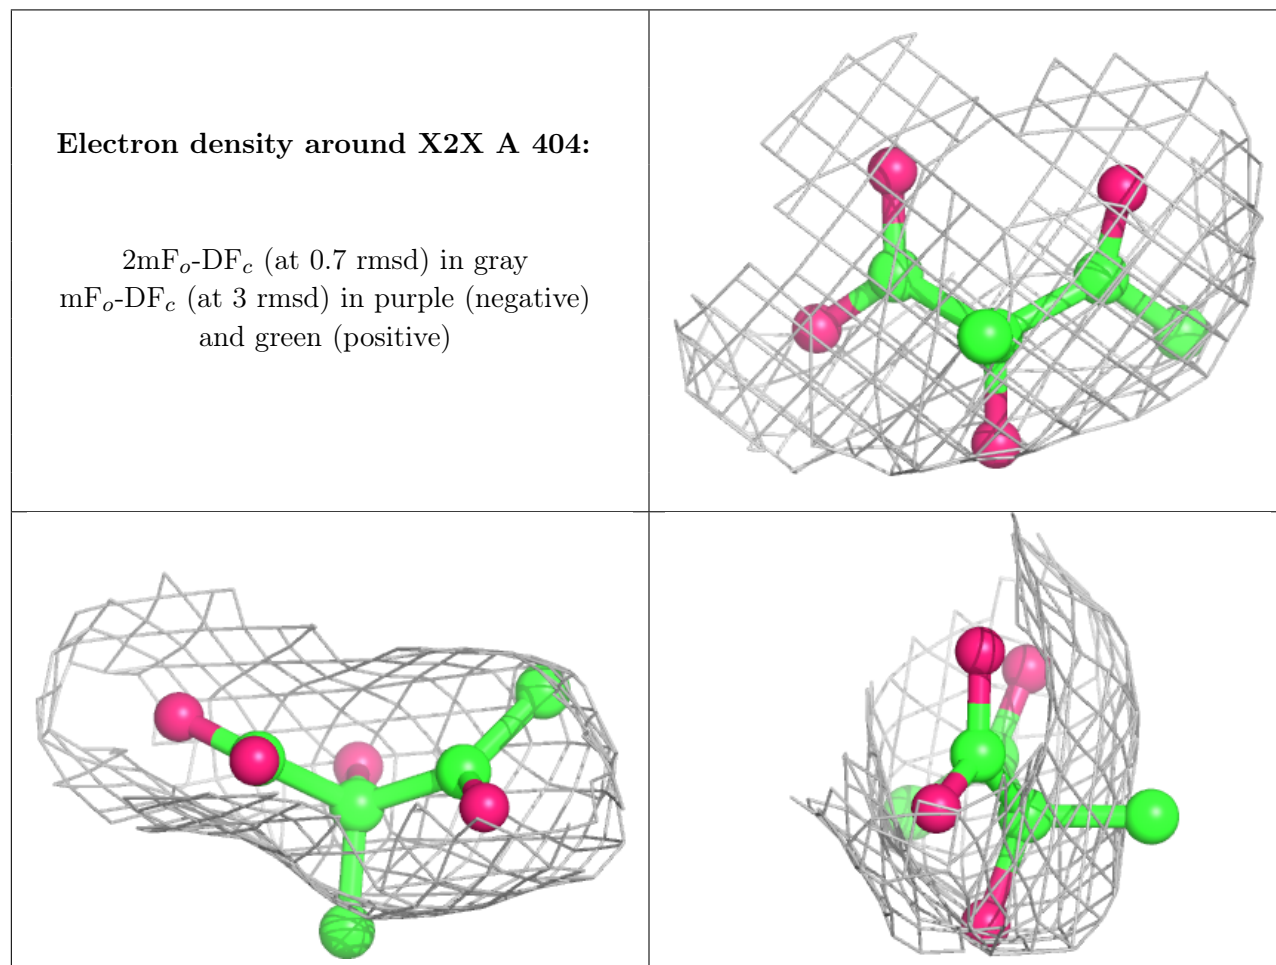 Electron density around X2X A 404:
2mFₒ-DF𝒸 (at 0.7 rmsd) in gray
mFₒ-DF𝒸 (at 3 rmsd) in purple (negative)
and green (positive)